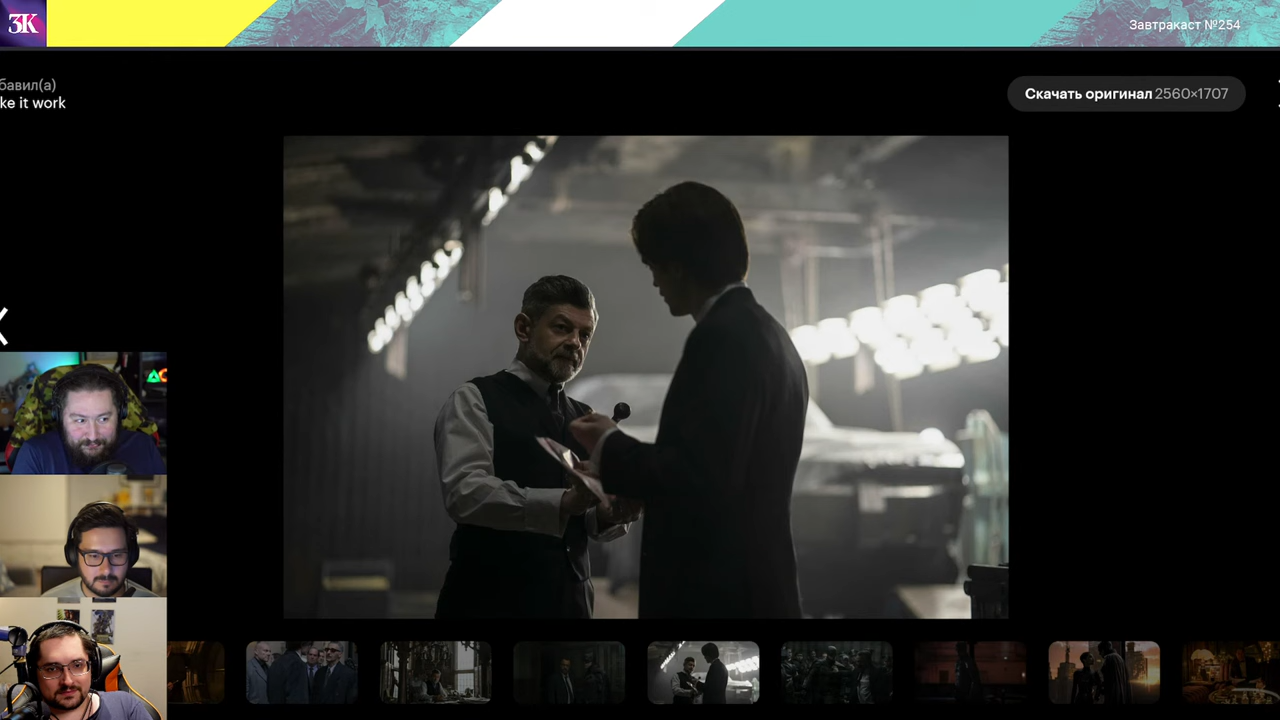 ЗК
Завтракаст №254
бавил(а)
ke it work
Скачать оригинал 2560×1707